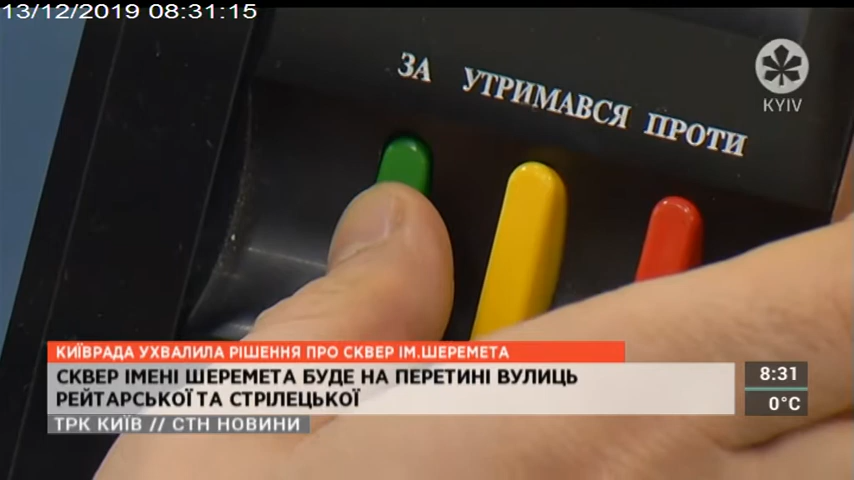 13/12/2019 08:31:15
ЗА УТРИМАВСЯ ПРОТИ
KYIV
КИЇВРАДА УХВАЛИЛА РІШЕННЯ ПРО СКВЕР ІМ.ШЕРЕМЕТА
СКВЕР ІМЕНІ ШЕРЕМЕТА БУДЕ НА ПЕРЕТИНІ ВУЛИЦЬ
РЕЙТАРСЬКОЇ ТА СТРІЛЕЦЬКОЇ
ТРК КИЇВ // СТН НОВИНИ
8:31
0°C